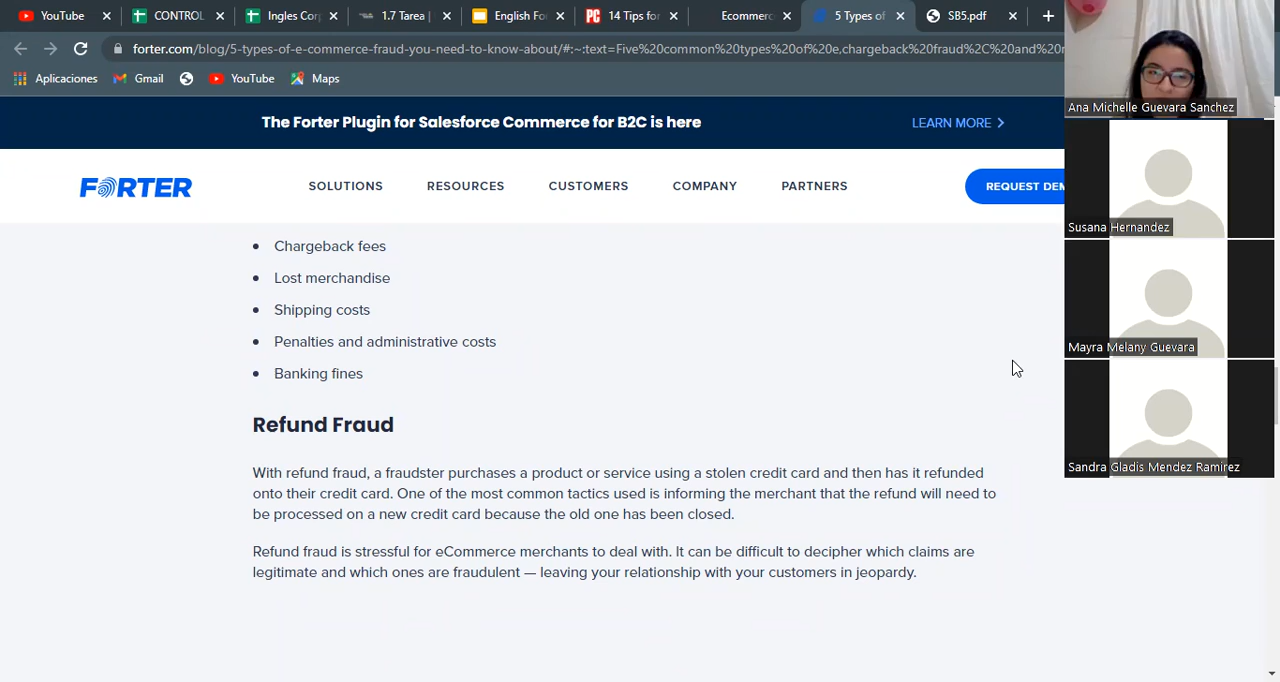 YouTube
CONTROL
Ingles Cor
1.7 Tarea |
English Fo
14 Tips for
Ecommerc
5 Types of
SB5.pdf
forter.com/blog/5-types-of-e-commerce-fraud-you-need-to-know-about/#:~:text=Five%20common%20types%20of%20e,chargeback%20fraud%2C%20and%20r
Aplicaciones
Gmail
YouTube
Maps
The Forter Plugin for Salesforce Commerce for B2C is here
LEARN MORE
FORTER
SOLUTIONS
RESOURCES
CUSTOMERS
COMPANY
PARTNERS
REQUEST DEM
• Chargeback fees
• Lost merchandise
• Shipping costs
• Penalties and administrative costs
• Banking fines
Refund Fraud
With refund fraud, a fraudster purchases a product or service using a stolen credit card and then has it refunded
onto their credit card. One of the most common tactics used is informing the merchant that the refund will need to
be processed on a new credit card because the old one has been closed.
Refund fraud is stressful for eCommerce merchants to deal with. It can be difficult to decipher which claims are
legitimate and which ones are fraudulent — leaving your relationship with your customers in jeopardy.
Ana Michelle Guevara Sanchez
Susana Hernandez
Mayra Melany Guevara
Sandra Gladis Mendez Ramirez